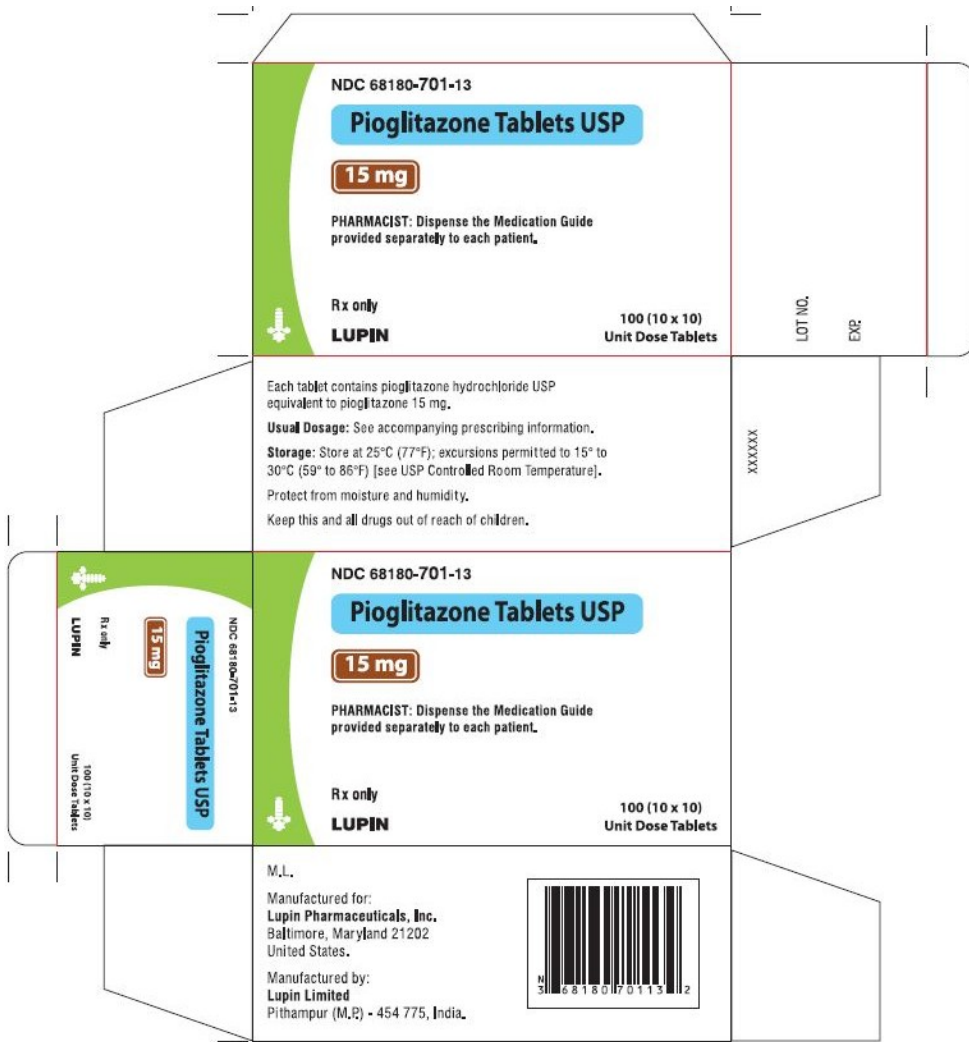 NDC 68180-701-13
Pioglitazone Tablets USP
15 mg
PHARMACIST: Dispense the Medication Guide
provided separately to each patient.
Rx only
LUPIN
100 (10 x 10)
Unit Dose Tablets
LOT NO.
EXP.
Each tablet contains pioglitazone hydrochloride USP
equivalent to pioglitazone 15 mg.
Usual Dosage: See accompanying prescribing information.
Storage: Store at 25°C (77°F); excursions permitted to 15° to
30°C (59° to 86°F) [see USP Controlled Room Temperature].
Protect from moisture and humidity.
Keep this and all drugs out of reach of children.
XXXXXX
NDC 68180-701-13
Pioglitazone Tablets USP
15 mg
Rx only
LUPIN
100 (10 x 10)
Unit Dose Tablets
NDC 68180-701-13
Pioglitazone Tablets USP
15 mg
PHARMACIST: Dispense the Medication Guide
provided separately to each patient.
Rx only
LUPIN
100 (10 x 10)
Unit Dose Tablets
M.L.
Manufactured for:
Lupin Pharmaceuticals, Inc.
Baltimore, Maryland 21202
United States.
Manufactured by:
Lupin Limited
Pithampur (M.P.) - 454 775, India.
N
3 68180 70113 2